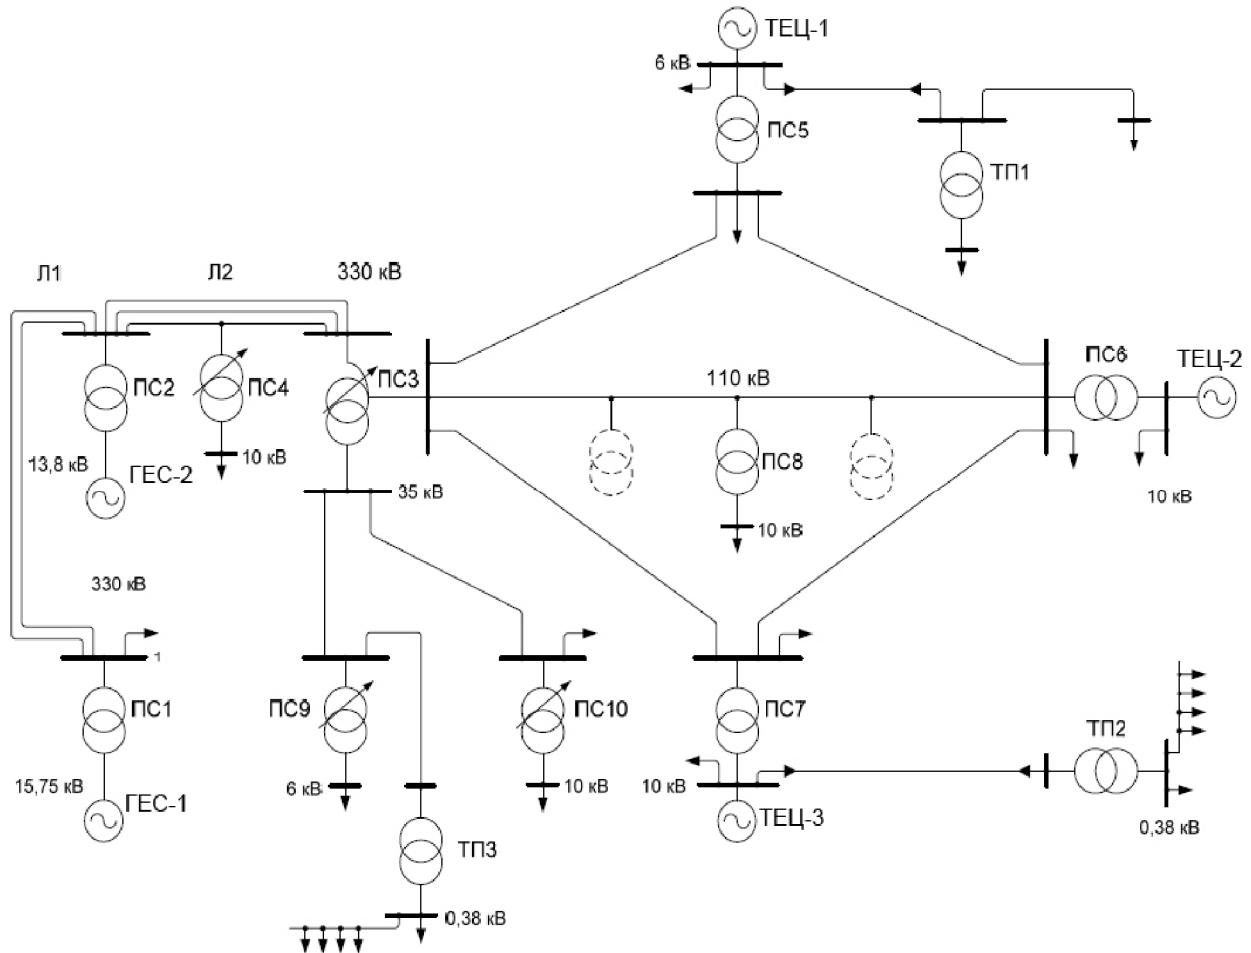 ТЕЦ-1
6 кВ
ПС5
ТП1
Л1
Л2
330 кВ
ПС2
ПС4
ПС3
110 кВ
ПС6
ТЕЦ-2
13,8 кВ
ГЕС-2
10 кВ
35 кВ
ПС8
10 кВ
10 кВ
330 кВ
1
ПС1
ПС9
ПС10
ПС7
ТП2
15,75 кВ
ГЕС-1
6 кВ
10 кВ
10 кВ
ТЕЦ-3
0,38 кВ
ТП3
0,38 кВ